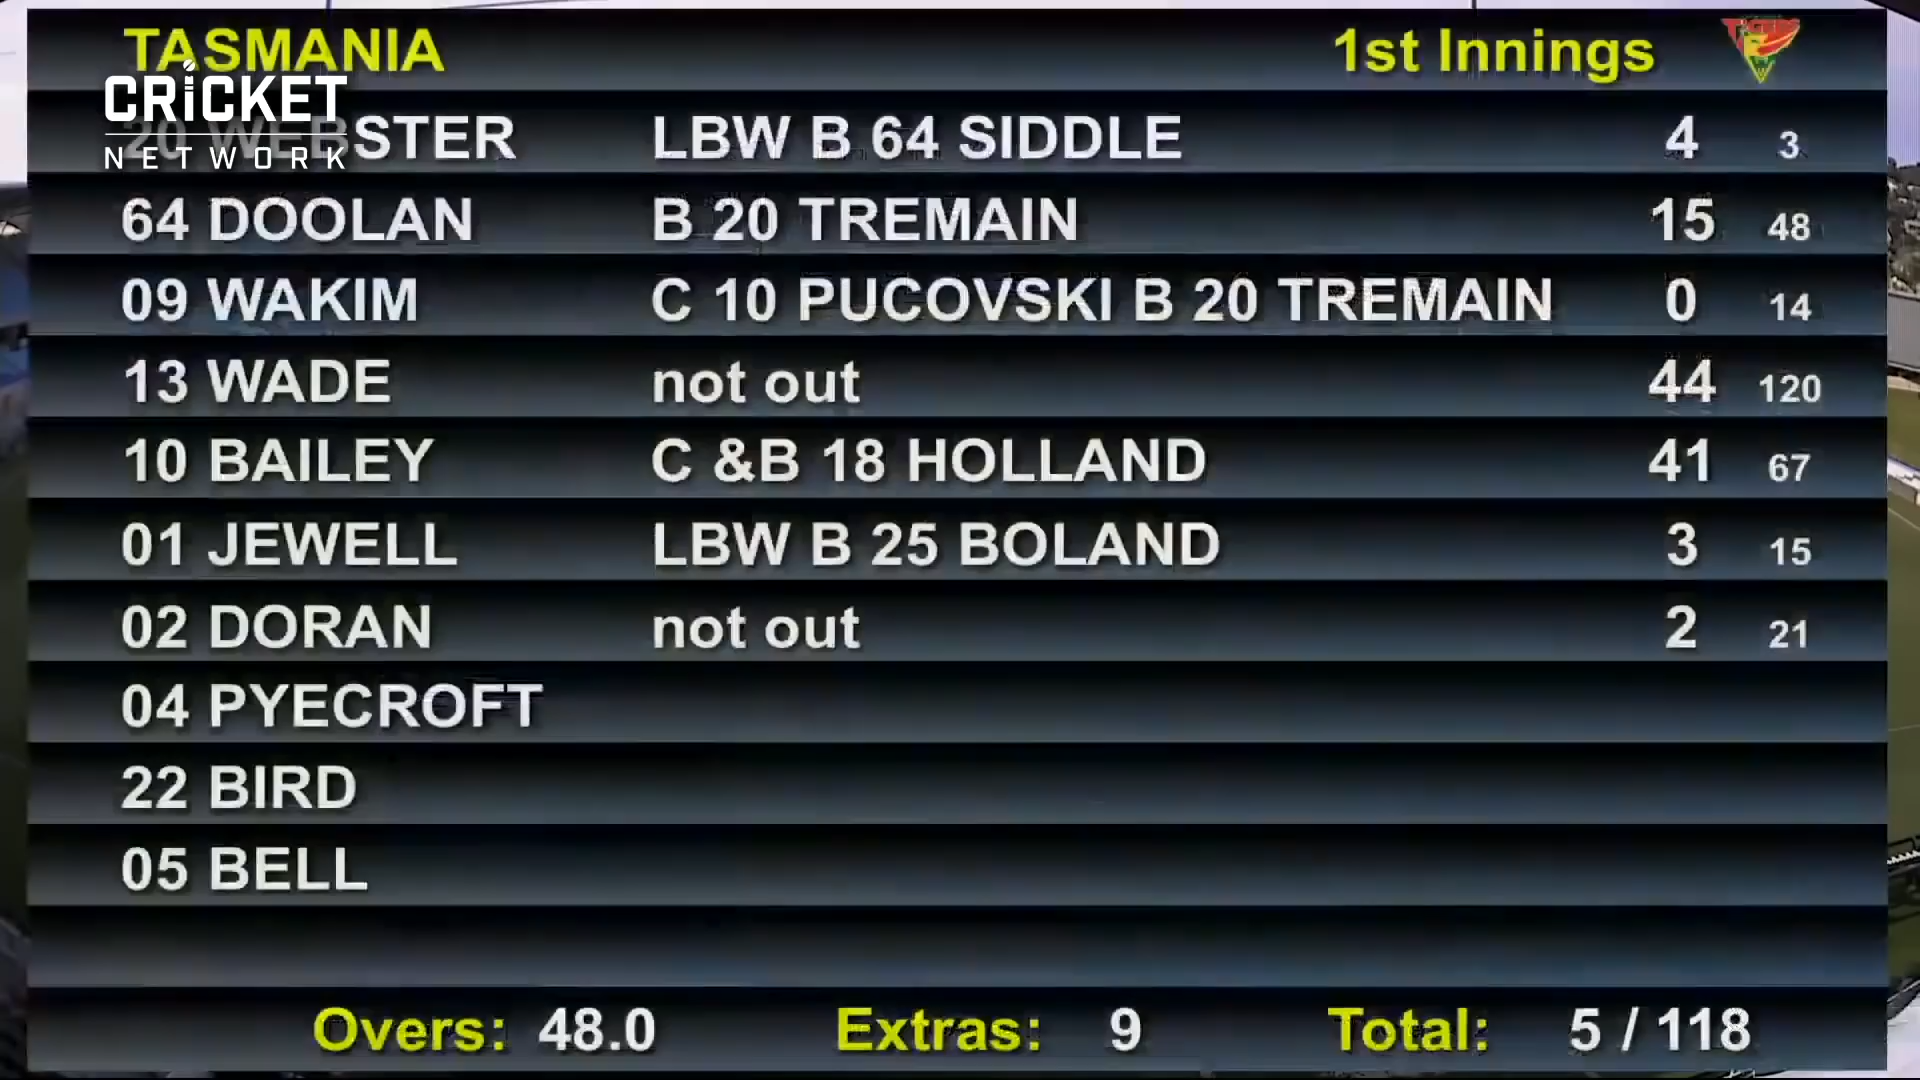 TASMANIA 1st Innings TIGERS
CRICKET
NETWORK
20 WEBSTER LBW B 64 SIDDLE 4 3
64 DOOLAN B 20 TREMAIN 15 48
09 WAKIM C 10 PUCOVSKI B 20 TREMAIN 0 14
13 WADE not out 44 120
10 BAILEY C &B 18 HOLLAND 41 67
01 JEWELL LBW B 25 BOLAND 3 15
02 DORAN not out 2 21
04 PYECROFT
22 BIRD
05 BELL
Overs: 48.0 Extras: 9 Total: 5 / 118